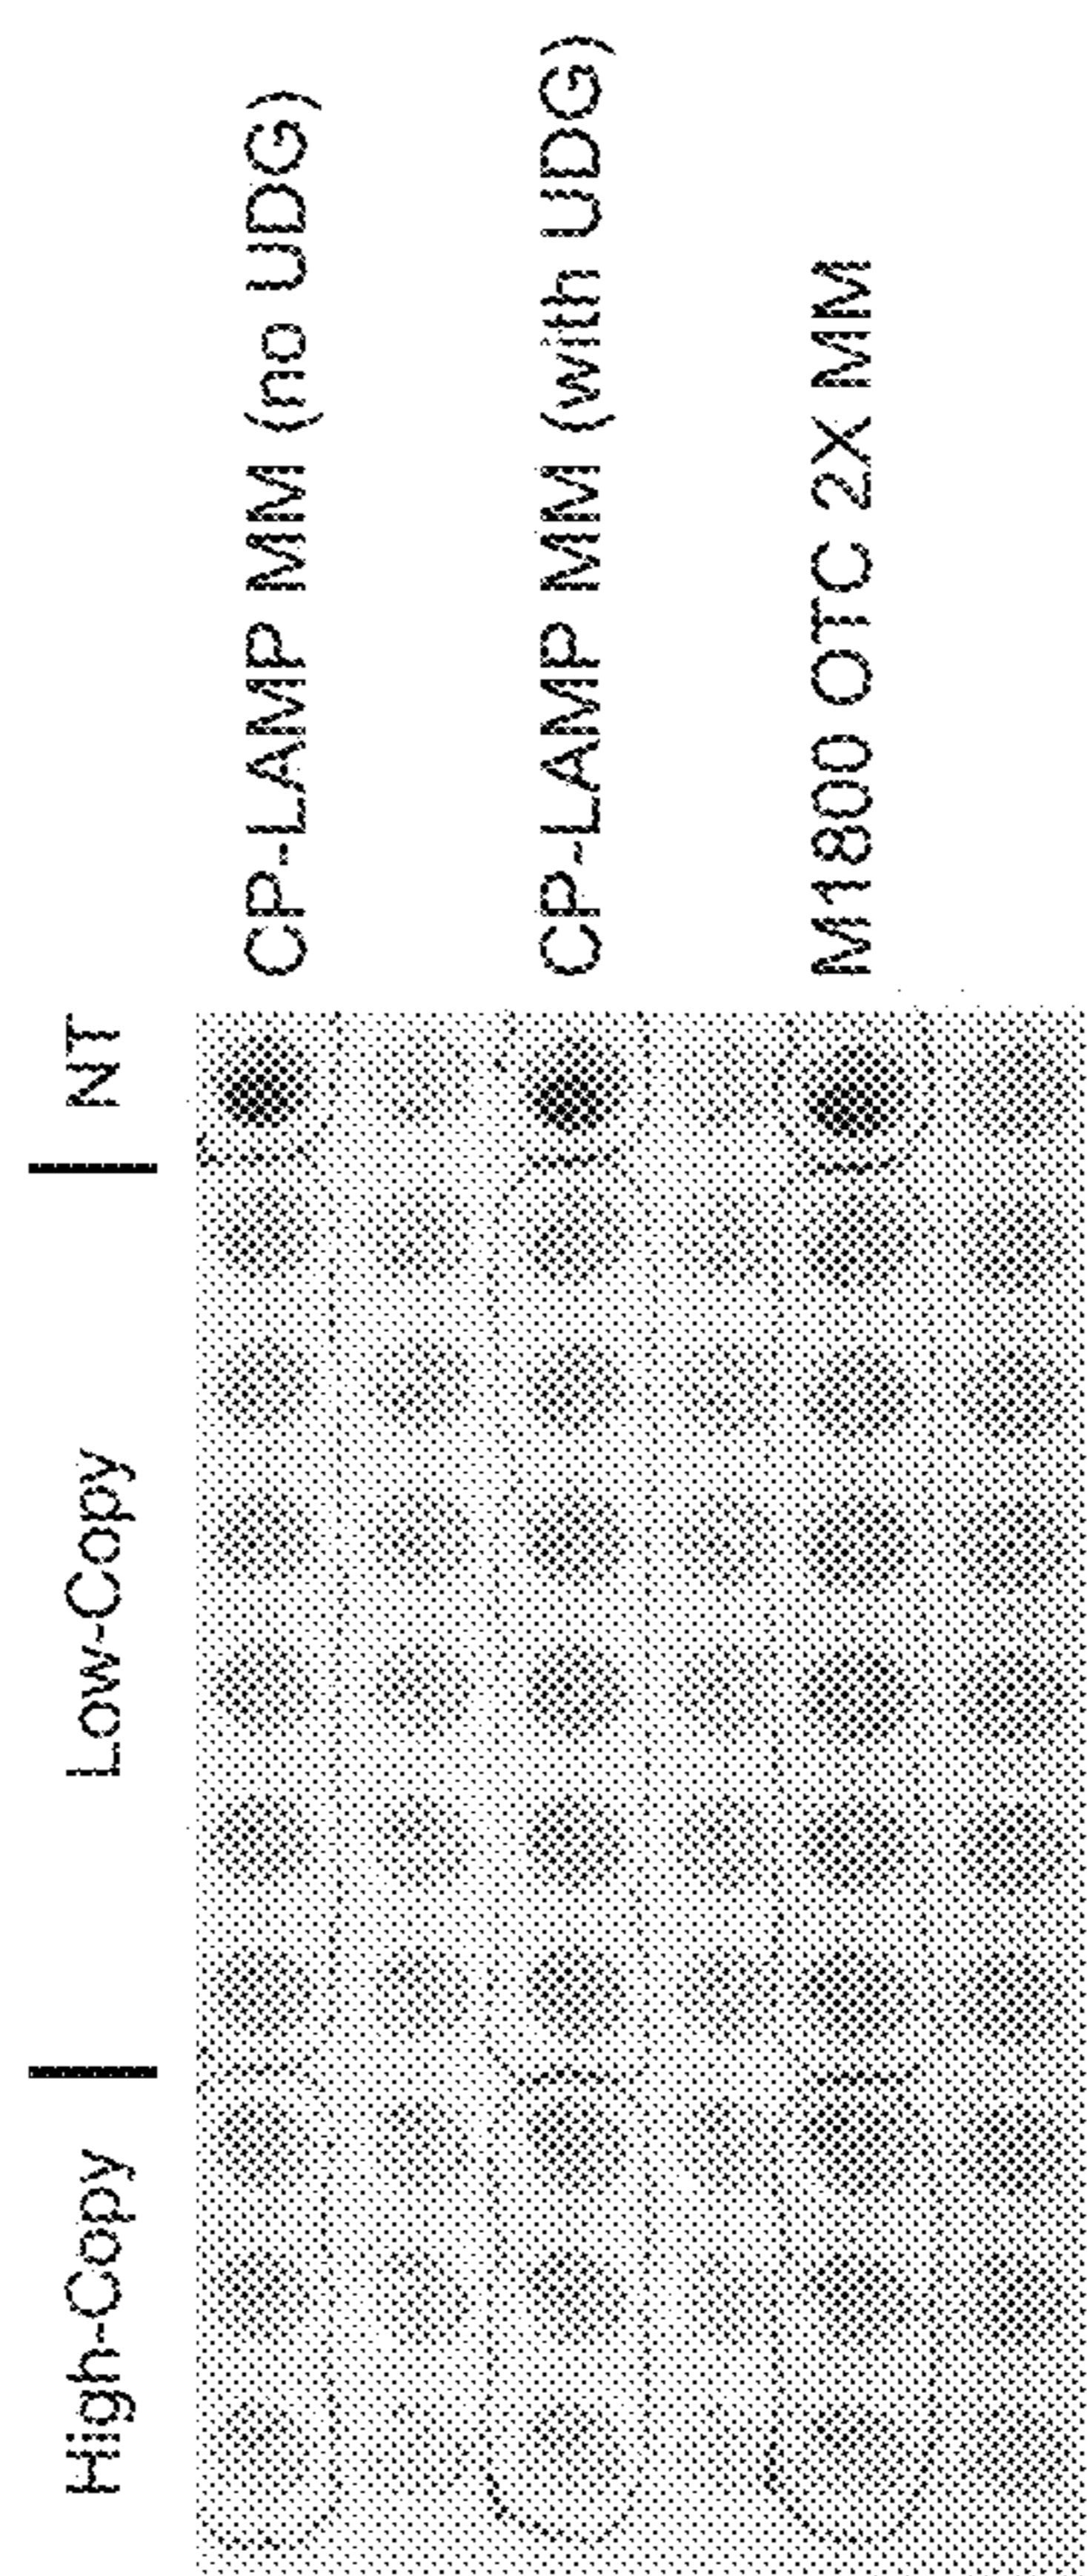 High-Copy | Low-Copy | NT
CP-LAMP MM (no UDG)
CP-LAMP MM (with UDG)
M1800 OTC 2X MM